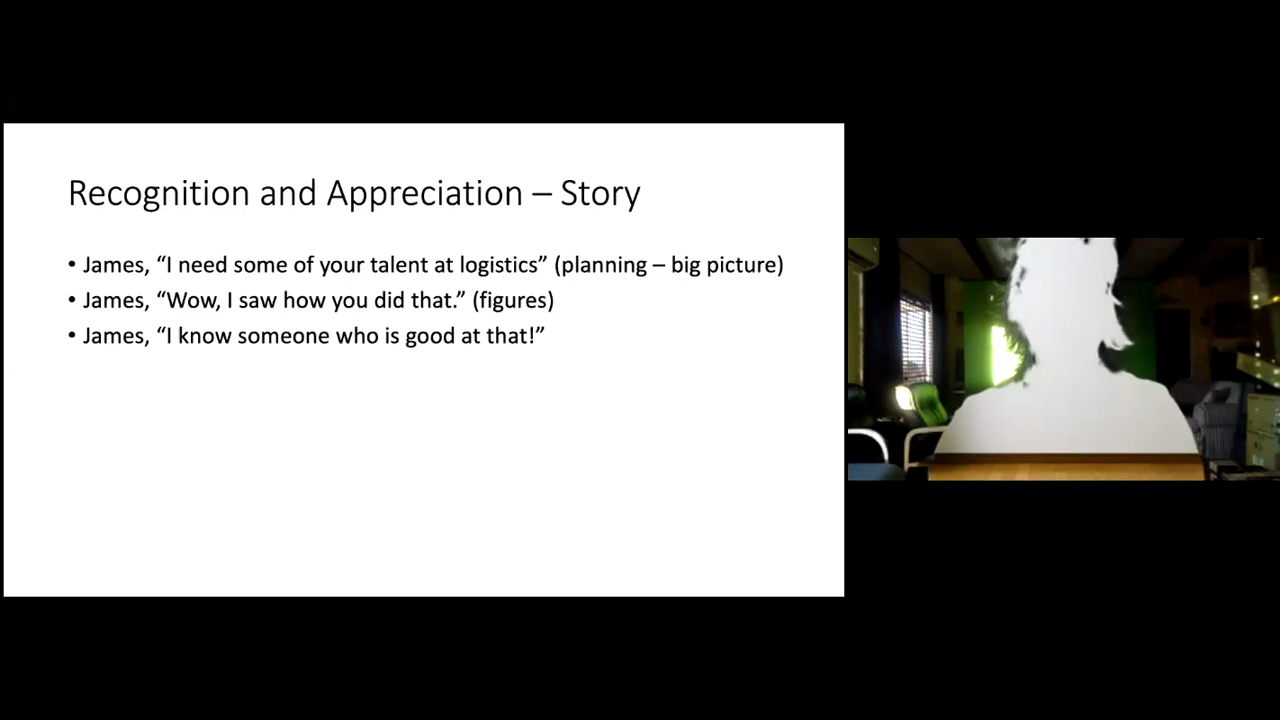 Recognition and Appreciation – Story
• James, “I need some of your talent at logistics” (planning – big picture)
• James, “Wow, I saw how you did that.” (figures)
• James, “I know someone who is good at that!”